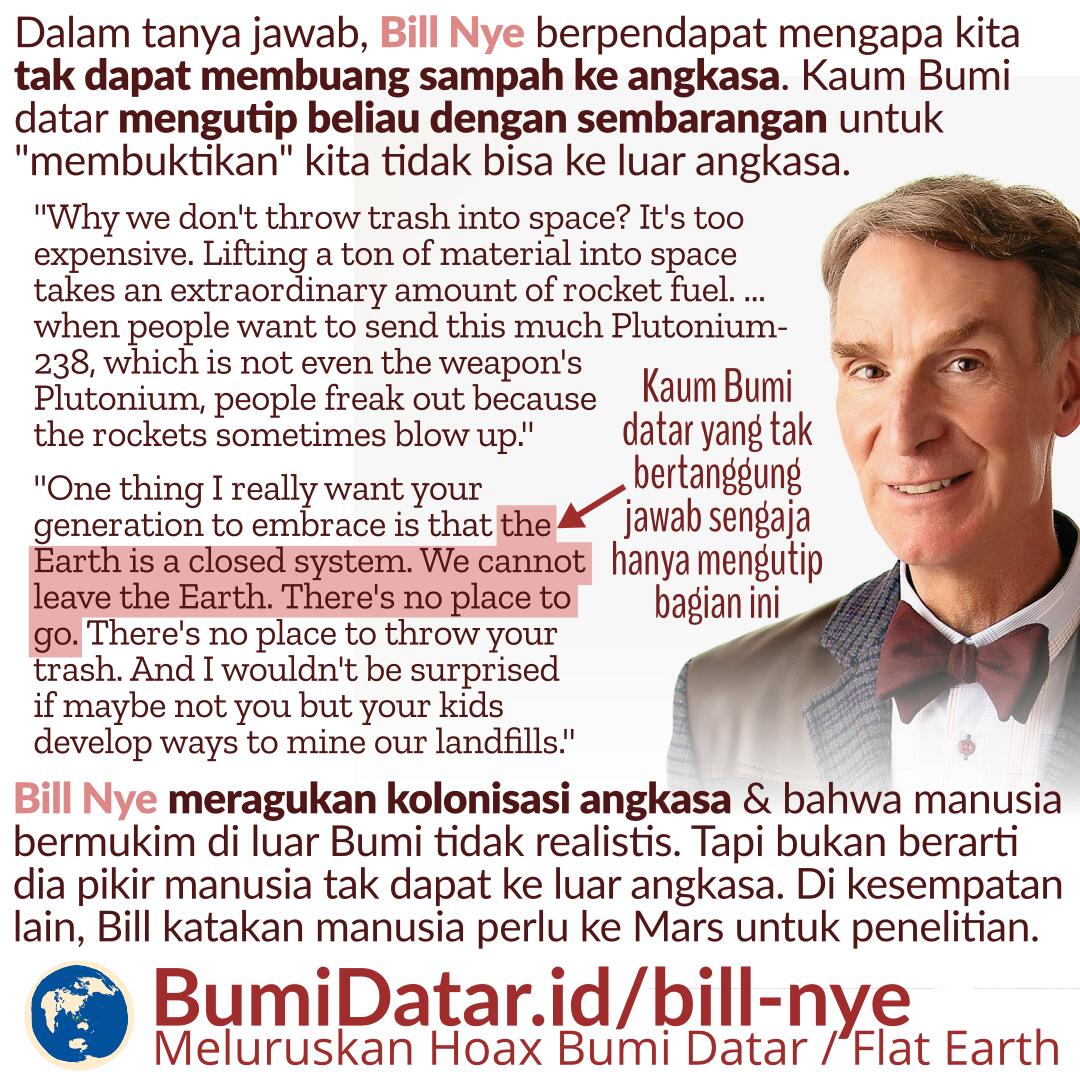 Dalam tanya jawab, Bill Nye berpendapat mengapa kita
tak dapat membuang sampah ke angkasa. Kaum Bumi
datar mengutip beliau dengan sembarangan untuk
"membuktikan" kita tidak bisa ke luar angkasa.
"Why we don't throw trash into space? It's too
expensive. Lifting a ton of material into space
takes an extraordinary amount of rocket fuel. ...
when people want to send this much Plutonium-
238, which is not even the weapon's
Plutonium, people freak out because
the rockets sometimes blow up."
Kaum Bumi
datar yang tak
bertanggung
jawab sengaja
hanya mengutip
bagian ini
"One thing I really want your
generation to embrace is that the
Earth is a closed system. We cannot
leave the Earth. There's no place to
go. There's no place to throw your
trash. And I wouldn't be surprised
if maybe not you but your kids
develop ways to mine our landfills."
Bill Nye meragukan kolonisasi angkasa & bahwa manusia
bermukim di luar Bumi tidak realistis. Tapi bukan berarti
dia pikir manusia tak dapat ke luar angkasa. Di kesempatan
lain, Bill katakan manusia perlu ke Mars untuk penelitian.
BumiDatar.id/bill-nye
Meluruskan Hoax Bumi Datar / Flat Earth